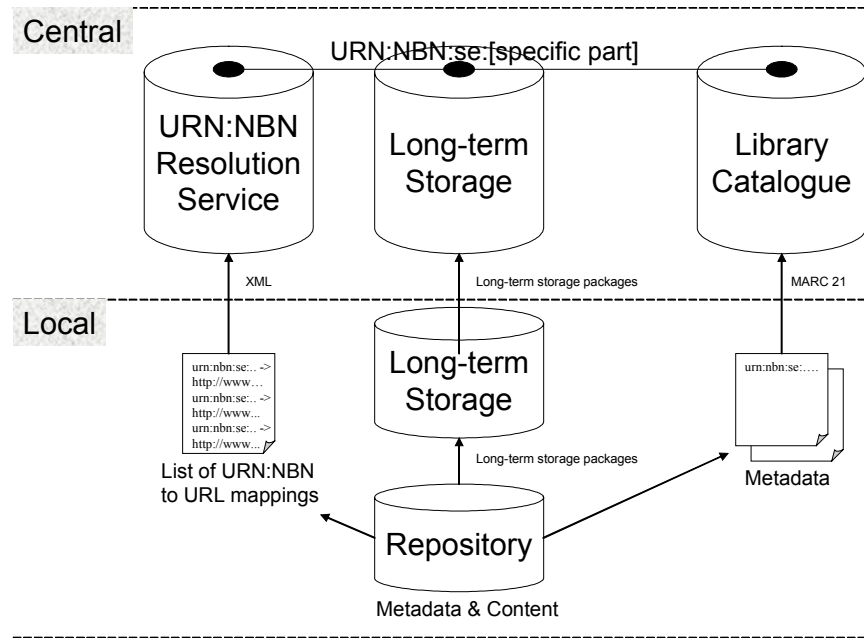 Central
URN:NBN:se:[specific part]
URN:NBN
Resolution
Service
Long-term
Storage
Library
Catalogue
XML
Long-term storage packages
MARC 21
Local
urn:nbn:se:.. ->
http://www…
urn:nbn:se:.. ->
http://www...
urn:nbn:se:.. ->
http://www...
List of URN:NBN
to URL mappings
Long-term
Storage
Long-term storage packages
urn:nbn:se:….
Metadata
Repository
Metadata & Content